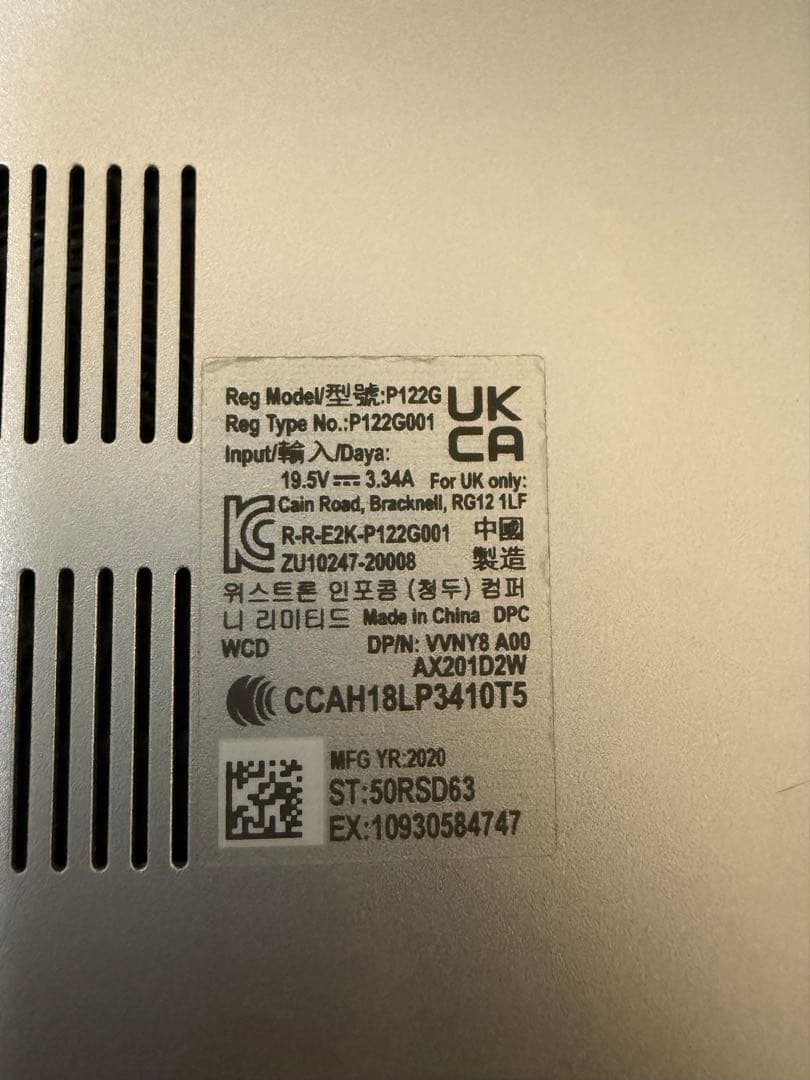 Reg Model/型號:P122G
UK
CA
Reg Type No.:P122G001
Input/輸入/Daya:
19.5V⎓3.34A For UK only:
Cain Road, Bracknell, RG12 1LF
R-R-E2K-P122G001 中國
ZU10247-20008 製造
위스트론 인포콩 (청두) 컴퍼
니 리미티드 Made in China DPC
WCD DP/N: VVNY8 A00
AX201D2W
CCAH18LP3410T5
MFG YR:2020
ST:50RSD63
EX:10930584747